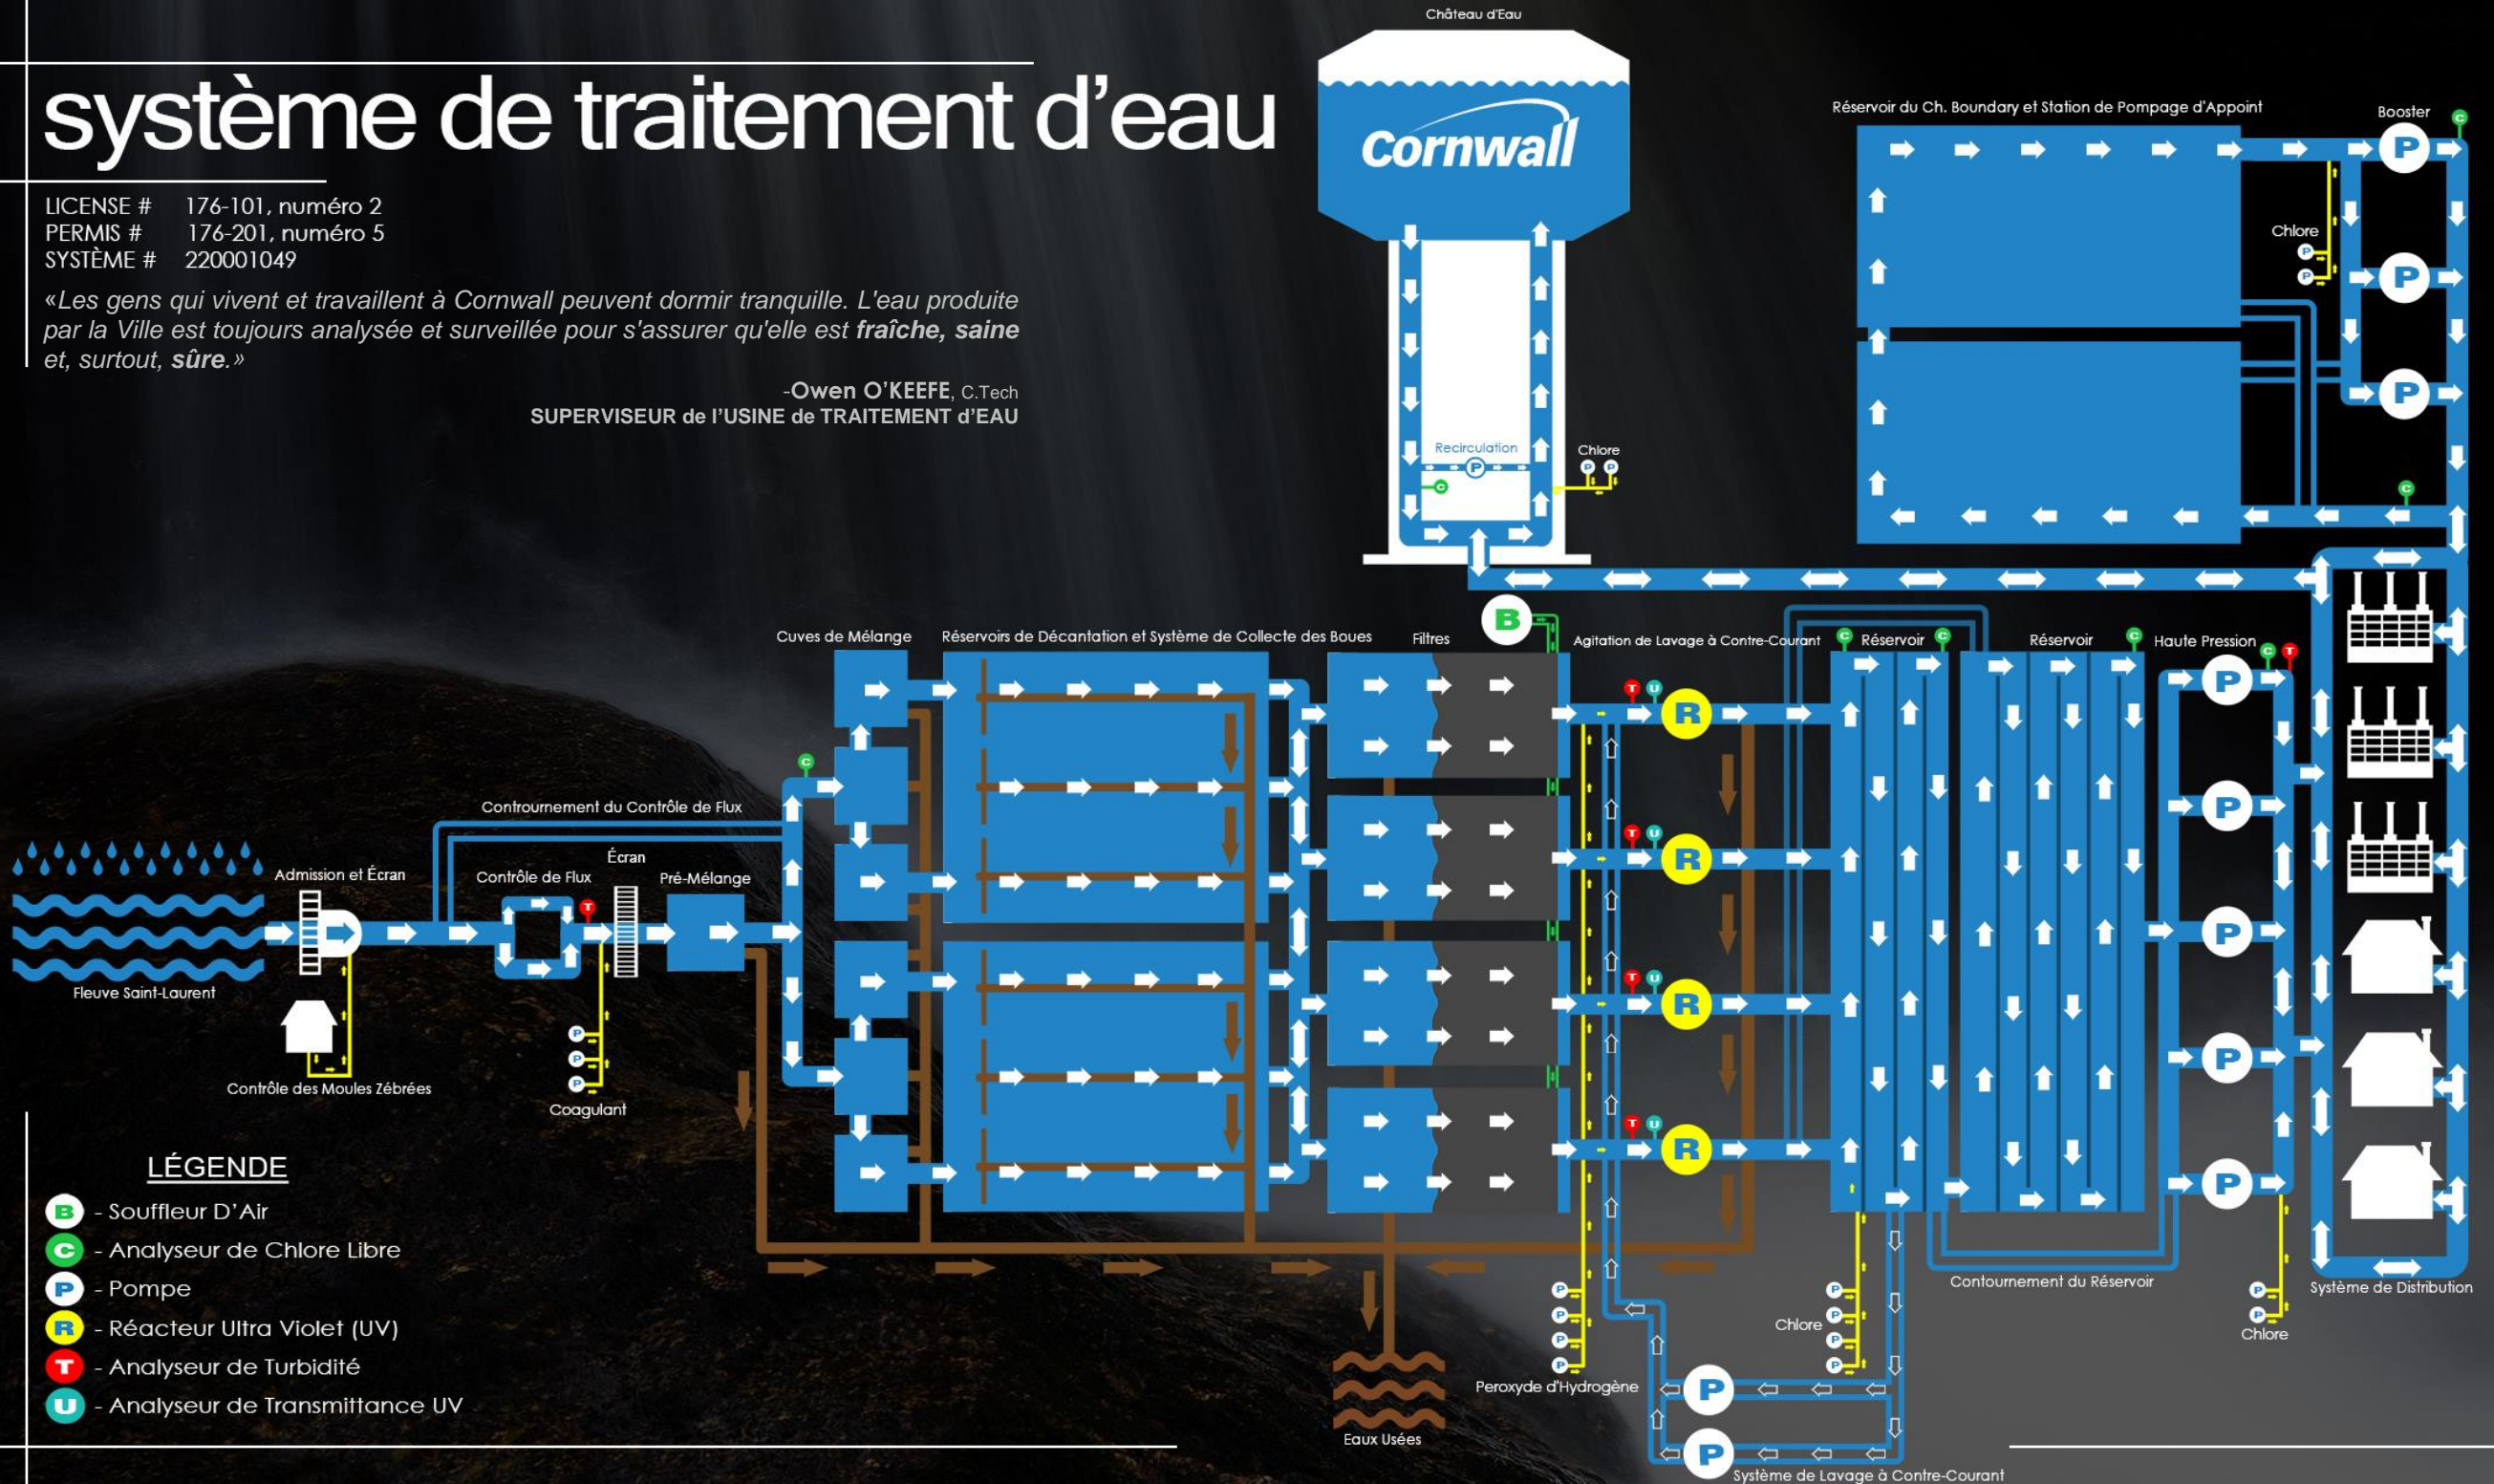 Château d'Eau
système de traitement d'eau
Cornwall
Réservoir du Ch. Boundary et Station de Pompage d'Appoint
Booster
C
P
LICENSE # 176-101, numéro 2
PERMIS # 176-201, numéro 5
SYSTÈME # 220001049
Chlore
P
P
P
«Les gens qui vivent et travaillent à Cornwall peuvent dormir tranquille. L'eau produite
par la Ville est toujours analysée et surveillée pour s'assurer qu'elle est fraîche, saine
et, surtout, sûre.»
-Owen O'KEEFE, C.Tech
SUPERVISEUR de l'USINE de TRAITEMENT d'EAU
P
Recirculation
P
C
Chlore
P P
C
B
Cuves de Mélange
Réservoirs de Décantation et Système de Collecte des Boues
Filtres
Agitation de Lavage à Contre-Courant
C Réservoir C
Réservoir
C
Haute Pression
C T
P
T U
R
C
Contrournement du Contrôle de Flux
P
T U
R
Écran
Admission et Écran
Contrôle de Flux
Pré-Mélange
T
P
Fleuve Saint-Laurent
T U
R
P
P
P
P
Contrôle des Moules Zébrées
Coagulant
T U
R
P
LÉGENDE
B - Souffleur D'Air
C - Analyseur de Chlore Libre
P - Pompe
R - Réacteur Ultra Violet (UV)
T - Analyseur de Turbidité
U - Analyseur de Transmittance UV
Contournement du Réservoir
Système de Distribution
P
P
P
P
Peroxyde d'Hydrogène
Chlore
P
P
P
P
P
P
Chlore
Eaux Usées
P
P
Système de Lavage à Contre-Courant